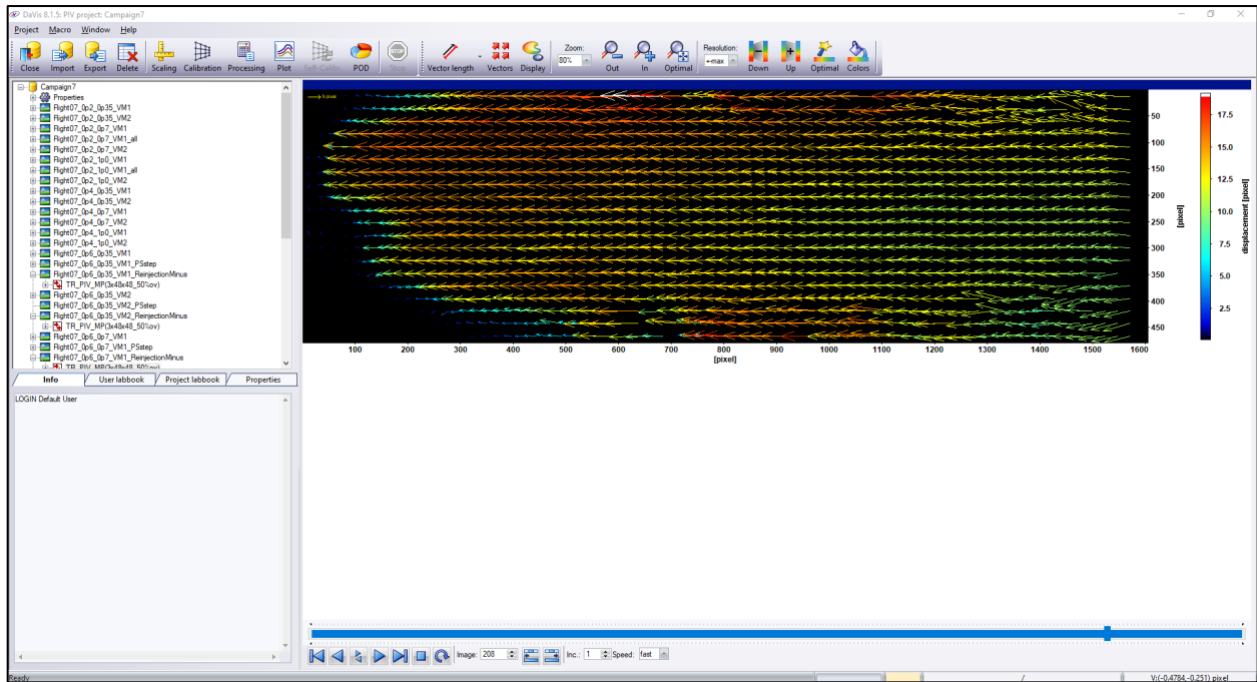 DaVis 8.1.5: PIV project: Campaign7
Project Macro Window Help
Close Import Export Delete Scaling Calibration Processing Plot POD Stop Vector length Vectors Display Zoom: 80% Out In Optimal Resolution: +-max Down Up Optimal Colors
Campaign7
Properties
Right07_0p2_0p35_VM1
Right07_0p2_0p35_VM2
Right07_0p2_0p7_VM1
Right07_0p2_0p7_VM1_all
Right07_0p2_0p7_VM2
Right07_0p2_1p0_VM1
Right07_0p2_1p0_VM1_all
Right07_0p2_1p0_VM2
Right07_0p4_0p35_VM1
Right07_0p4_0p35_VM2
Right07_0p4_0p7_VM1
Right07_0p4_0p7_VM2
Right07_0p4_1p0_VM1
Right07_0p4_1p0_VM2
Right07_0p6_0p35_VM1
Right07_0p6_0p35_VM1_PSstep
Right07_0p6_0p35_VM1_ReinjectionMinus
TR_PIV_MP(3x48x48_50%ov)
Right07_0p6_0p35_VM2
Right07_0p6_0p35_VM2_PSstep
Right07_0p6_0p35_VM2_ReinjectionMinus
TR_PIV_MP(3x48x48_50%ov)
Right07_0p6_0p7_VM1
Right07_0p6_0p7_VM1_PSstep
Right07_0p6_0p7_VM1_ReinjectionMinus
TR_PIV_MP(3x48x48_50%ov)
Info User labbook Project labbook Properties
LOGIN Default User
50
100
150
200
250
300
350
400
450
[pixel]
100 200 300 400 500 600 700 800 900 1000 1100 1200 1300 1400 1500 1600
[pixel]
17.5
15.0
12.5
10.0
7.5
5.0
2.5
displacement [pixel]
Image: 208 Inc.: 1 Speed: fast
Ready
/ V:(-0.4784,-0.251) pixel